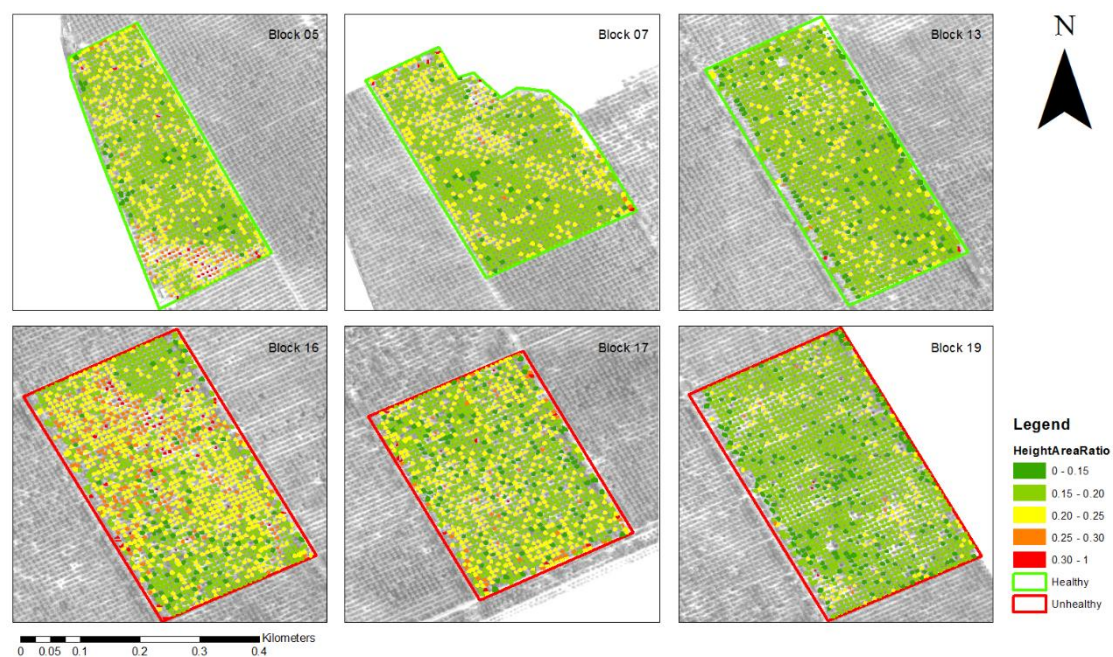 Block 05
Block 07
Block 13
N
Block 16
Block 17
Block 19
Legend
HeightAreaRatio
0 - 0.15
0.15 - 0.20
0.20 - 0.25
0.25 - 0.30
0.30 - 1
Healthy
Unhealthy
Kilometers
0 0.05 0.1 0.2 0.3 0.4